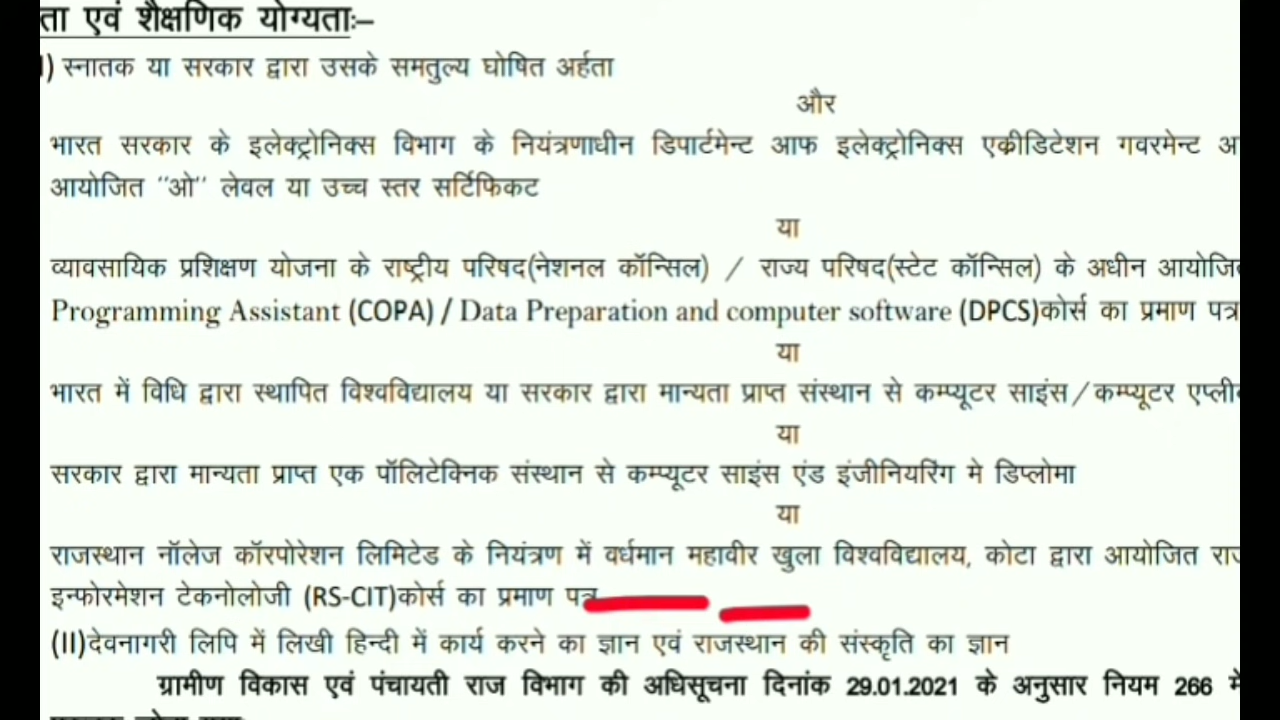 ता एवं शैक्षणिक योग्यताः–
) स्नातक या सरकार द्वारा उसके समतुल्य घोषित अर्हता
और
भारत सरकार के इलेक्ट्रोनिक्स विभाग के नियंत्रणाधीन डिपार्टमेन्ट आफ इलेक्ट्रोनिक्स एक्रीडिटेशन गवरमेन्ट अ
आयोजित ‘‘ओ’’ लेवल या उच्च स्तर सर्टिफिकट
या
व्यावसायिक प्रशिक्षण योजना के राष्ट्रीय परिषद(नेशनल कॉन्सिल) / राज्य परिषद(स्टेट कॉन्सिल) के अधीन आयोजि
Programming Assistant (COPA) / Data Preparation and computer software (DPCS)कोर्स का प्रमाण पत्र
या
भारत में विधि द्वारा स्थापित विश्वविद्यालय या सरकार द्वारा मान्यता प्राप्त संस्थान से कम्प्यूटर साइंस/कम्प्यूटर एप्ली
या
सरकार द्वारा मान्यता प्राप्त एक पॉलिटेक्निक संस्थान से कम्प्यूटर साइंस एंड इंजीनियरिंग मे डिप्लोमा
या
राजस्थान नॉलेज कॉरपोरेशन लिमिटेड के नियंत्रण में वर्धमान महावीर खुला विश्वविद्यालय, कोटा द्वारा आयोजित राज
इन्फोरमेशन टेकनोलोजी (RS-CIT)कोर्स का प्रमाण पत्र
(II)देवनागरी लिपि में लिखी हिन्दी में कार्य करने का ज्ञान एवं राजस्थान की संस्कृति का ज्ञान
ग्रामीण विकास एवं पंचायती राज विभाग की अधिसूचना दिनांक 29.01.2021 के अनुसार नियम 266 में